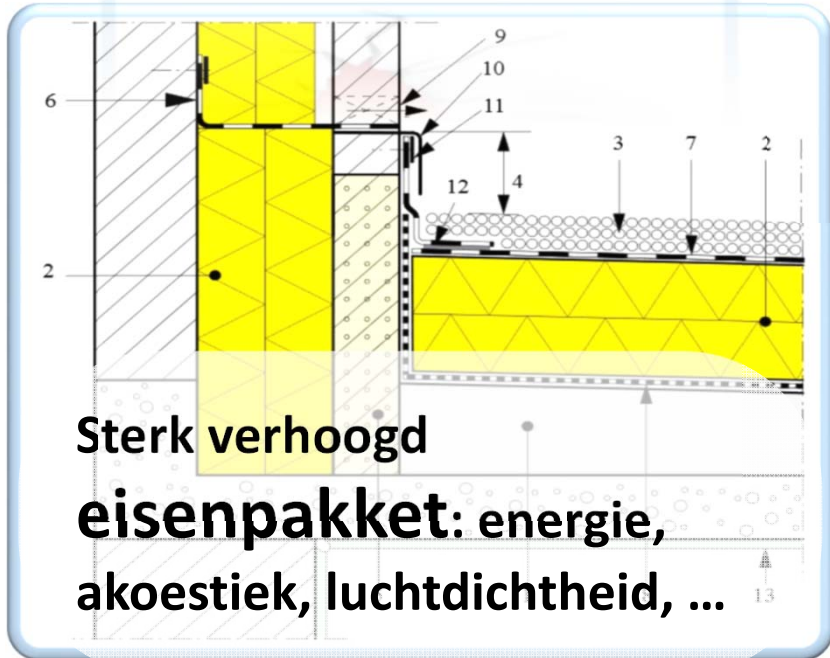 9
10
6
11
3 7 2
12 4
2
Sterk verhoogd
eisenpakket: energie,
akoestiek, luchtdichtheid, ...
13